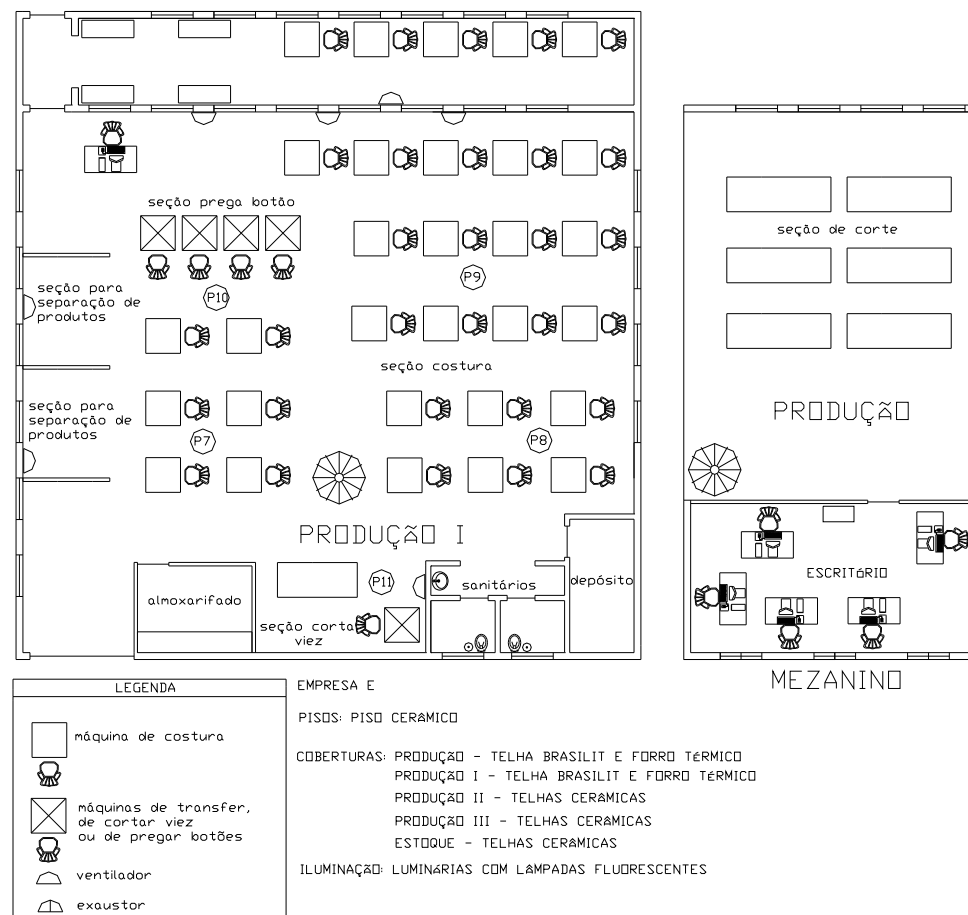 seção prega botão
seção para
separação de
produtos
P10
P9
seção costura
seção para
separação de
produtos
P7
P8
PRODUÇÃO I
almoxarifado
P11
seção corta
viez
sanitários
depósito
seção de corte
PRODUÇÃO
ESCRITÓRIO
MEZANINO
LEGENDA
máquina de costura
máquinas de transfer,
de cortar viez
ou de pregar botões
ventilador
exaustor
EMPRESA E
PISOS: PISO CERÂMICO
COBERTURAS: PRODUÇÃO - TELHA BRASILIT E FORRO TÉRMICO
PRODUÇÃO I - TELHA BRASILIT E FORRO TÉRMICO
PRODUÇÃO II - TELHAS CERÂMICAS
PRODUÇÃO III - TELHAS CERÂMICAS
ESTOQUE - TELHAS CERÂMICAS
ILUMINAÇÃO: LUMINÁRIAS COM LÂMPADAS FLUORESCENTES